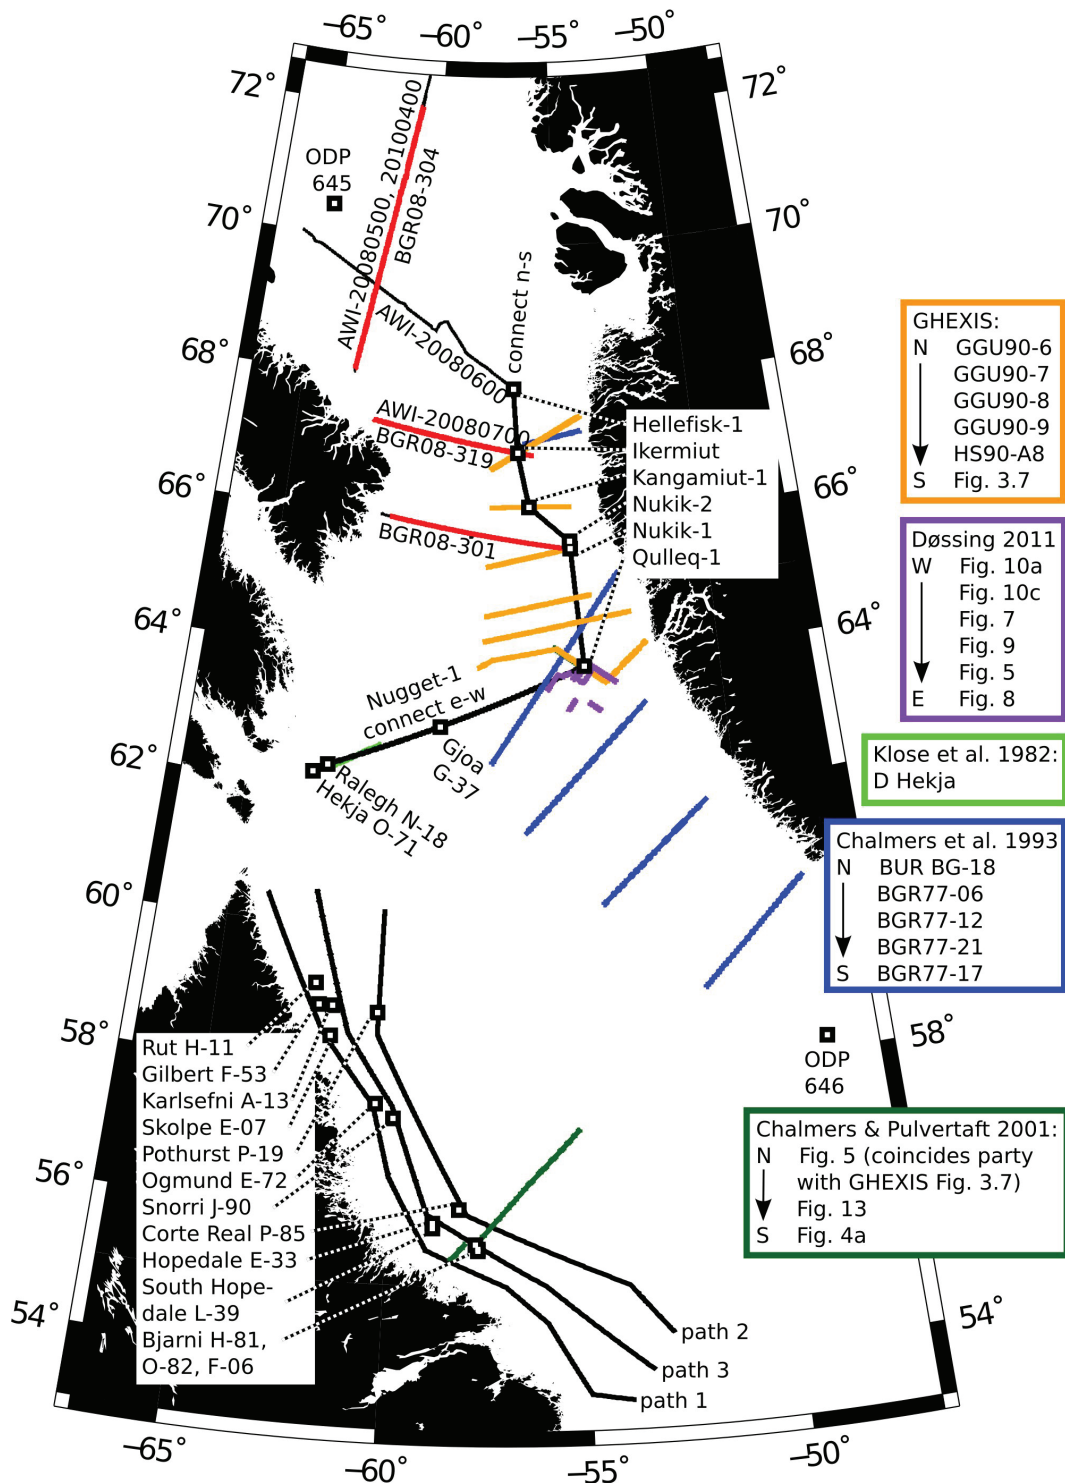 −65° −60° −55° −50°
72° 72°
ODP
645
AWI-20080500, 20100400
BGR08-304
70° 70°
connect n-s
AWI-20080600
68° 68°
AWI-20080700
BGR08-319
Hellefisk-1
Ikermiut
Kangamiut-1
Nukik-2
Nukik-1
Qulleq-1
66° 66°
BGR08-301
64° 64°
Nugget-1
connect e-w
Gjoa
G-37
Ralegh N-18
Hekja O-71
62°
60°
GHEXIS:
N GGU90-6
GGU90-7
GGU90-8
GGU90-9
HS90-A8
S Fig. 3.7
Døssing 2011
W Fig. 10a
Fig. 10c
Fig. 7
Fig. 9
Fig. 5
E Fig. 8
Klose et al. 1982:
D Hekja
Chalmers et al. 1993
N BUR BG-18
BGR77-06
BGR77-12
BGR77-21
S BGR77-17
58° 58°
ODP
646
Rut H-11
Gilbert F-53
Karlsefni A-13
Skolpe E-07
Pothurst P-19
Ogmund E-72
Snorri J-90
Corte Real P-85
Hopedale E-33
South Hope-
dale L-39
Bjarni H-81,
O-82, F-06
56°
Chalmers & Pulvertaft 2001:
N Fig. 5 (coincides party
with GHEXIS Fig. 3.7)
Fig. 13
S Fig. 4a
54° 54°
path 2
path 3
path 1
−65° −60° −55° −50°